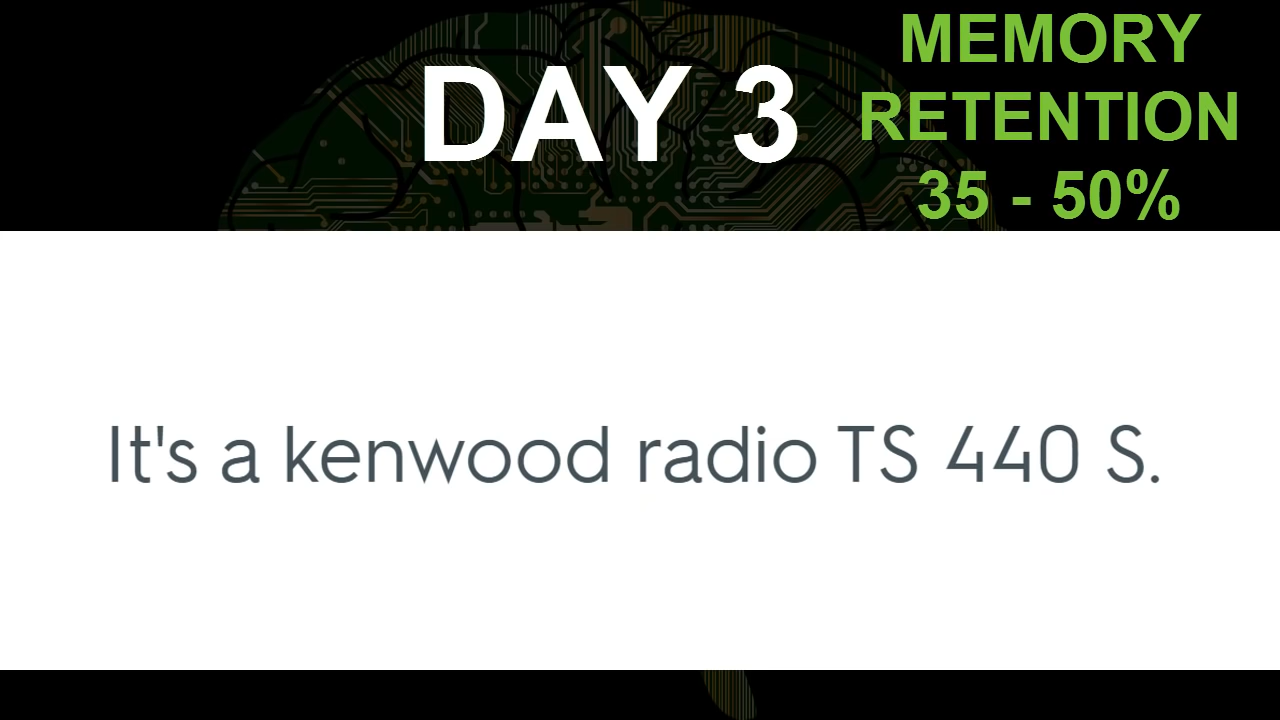 DAY 3
MEMORY
RETENTION
35 - 50%
It's a kenwood radio TS 440 S.